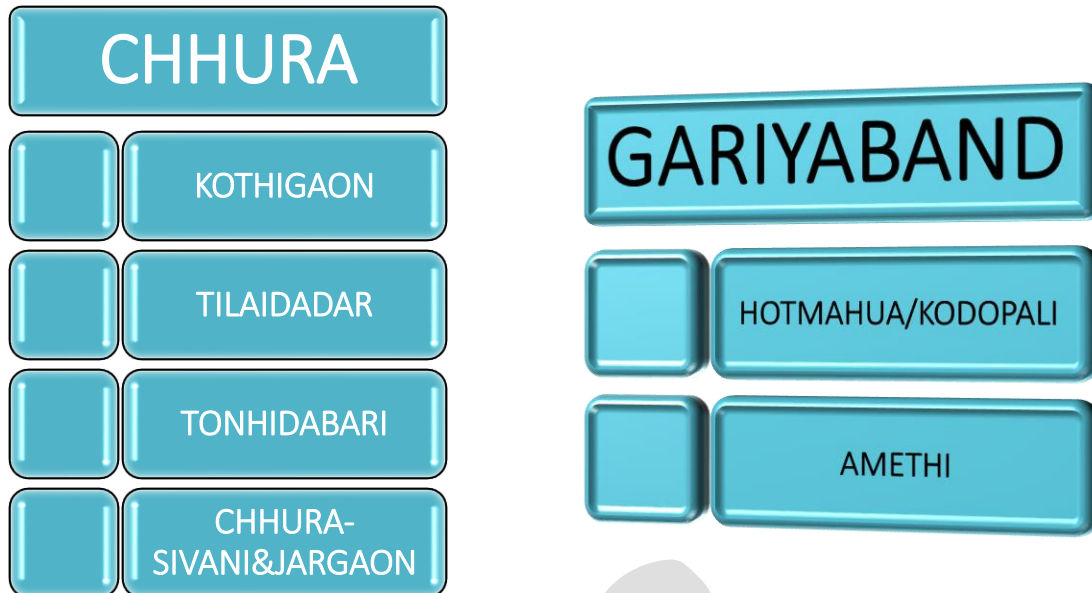 CHHURA
KOTHIGAON
TILAIDADAR
TONHIDABARI
CHHURA-
SIVANI&JARGAON
GARIYABAND
HOTMAHUA/KODOPALI
AMETHI